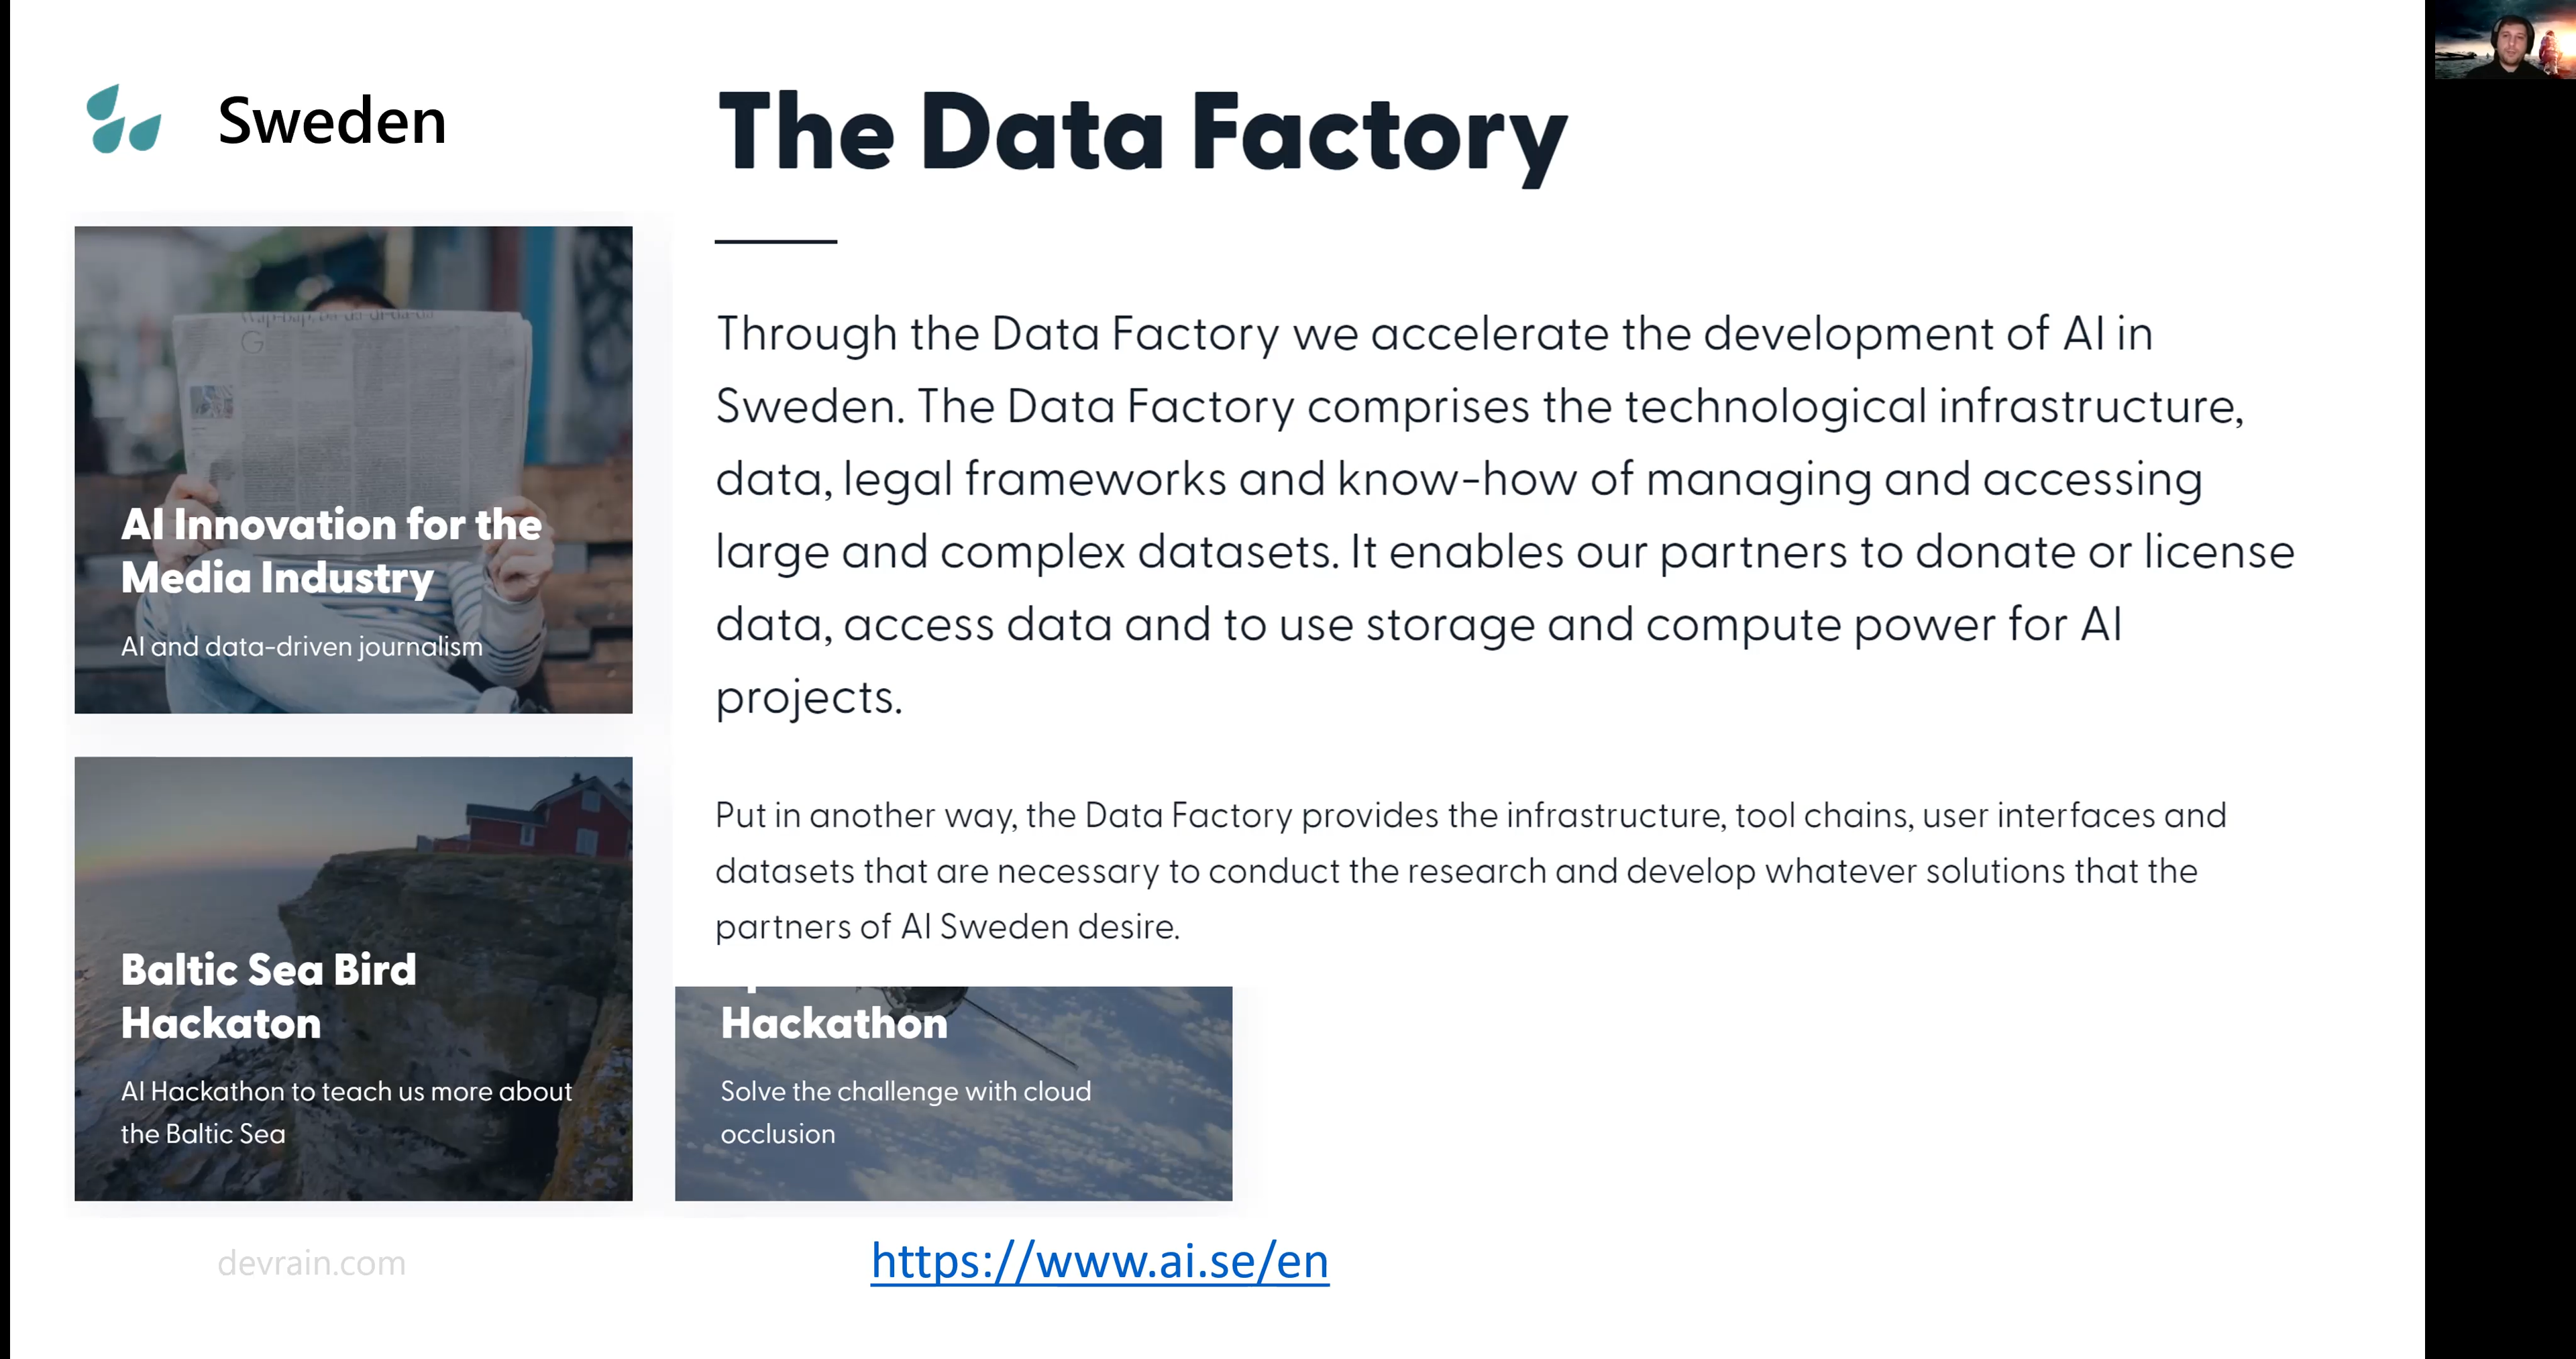 Sweden
The Data Factory
Through the Data Factory we accelerate the development of AI in
Sweden. The Data Factory comprises the technological infrastructure,
data, legal frameworks and know-how of managing and accessing
large and complex datasets. It enables our partners to donate or license
data, access data and to use storage and compute power for AI
projects.
Put in another way, the Data Factory provides the infrastructure, tool chains, user interfaces and
datasets that are necessary to conduct the research and develop whatever solutions that the
partners of AI Sweden desire.
AI Innovation for the
Media Industry
AI and data-driven journalism
Baltic Sea Bird
Hackaton
AI Hackathon to teach us more about
the Baltic Sea
Hackathon
Solve the challenge with cloud
occlusion
devrain.com
https://www.ai.se/en